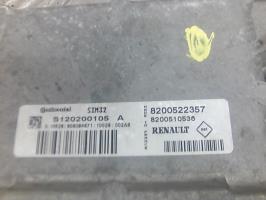 Continental SIM32
S120200105 A
8200522357
8200510536
RENAULT